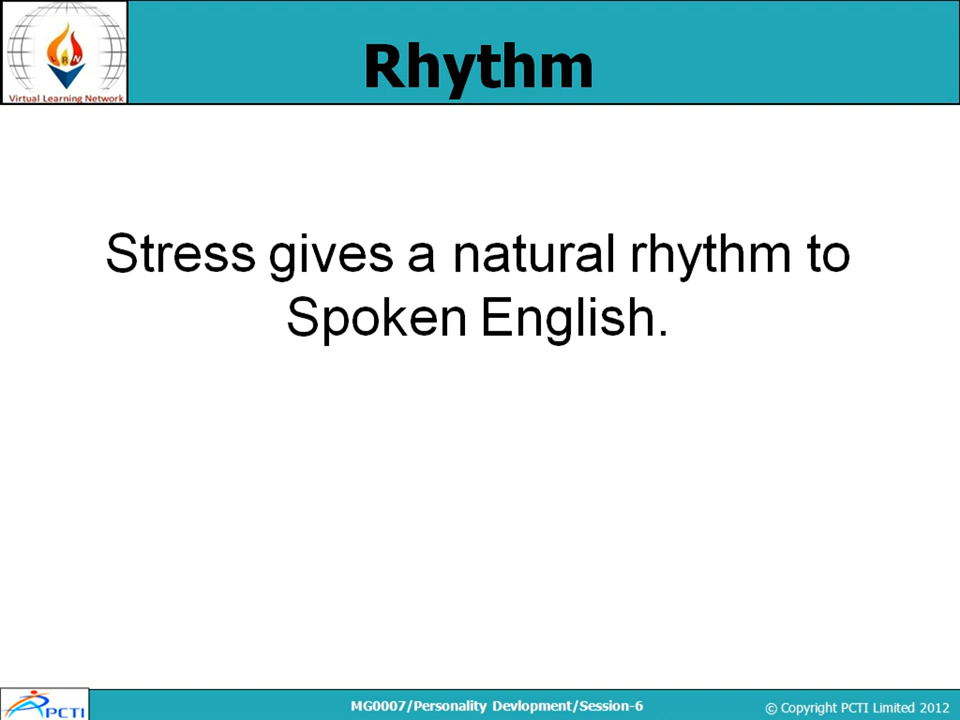 RN
Virtual Learning Network
Rhythm
Stress gives a natural rhythm to
Spoken English.
PCTI
MG0007/Personality Devlopment/Session-6
© Copyright PCTI Limited 2012